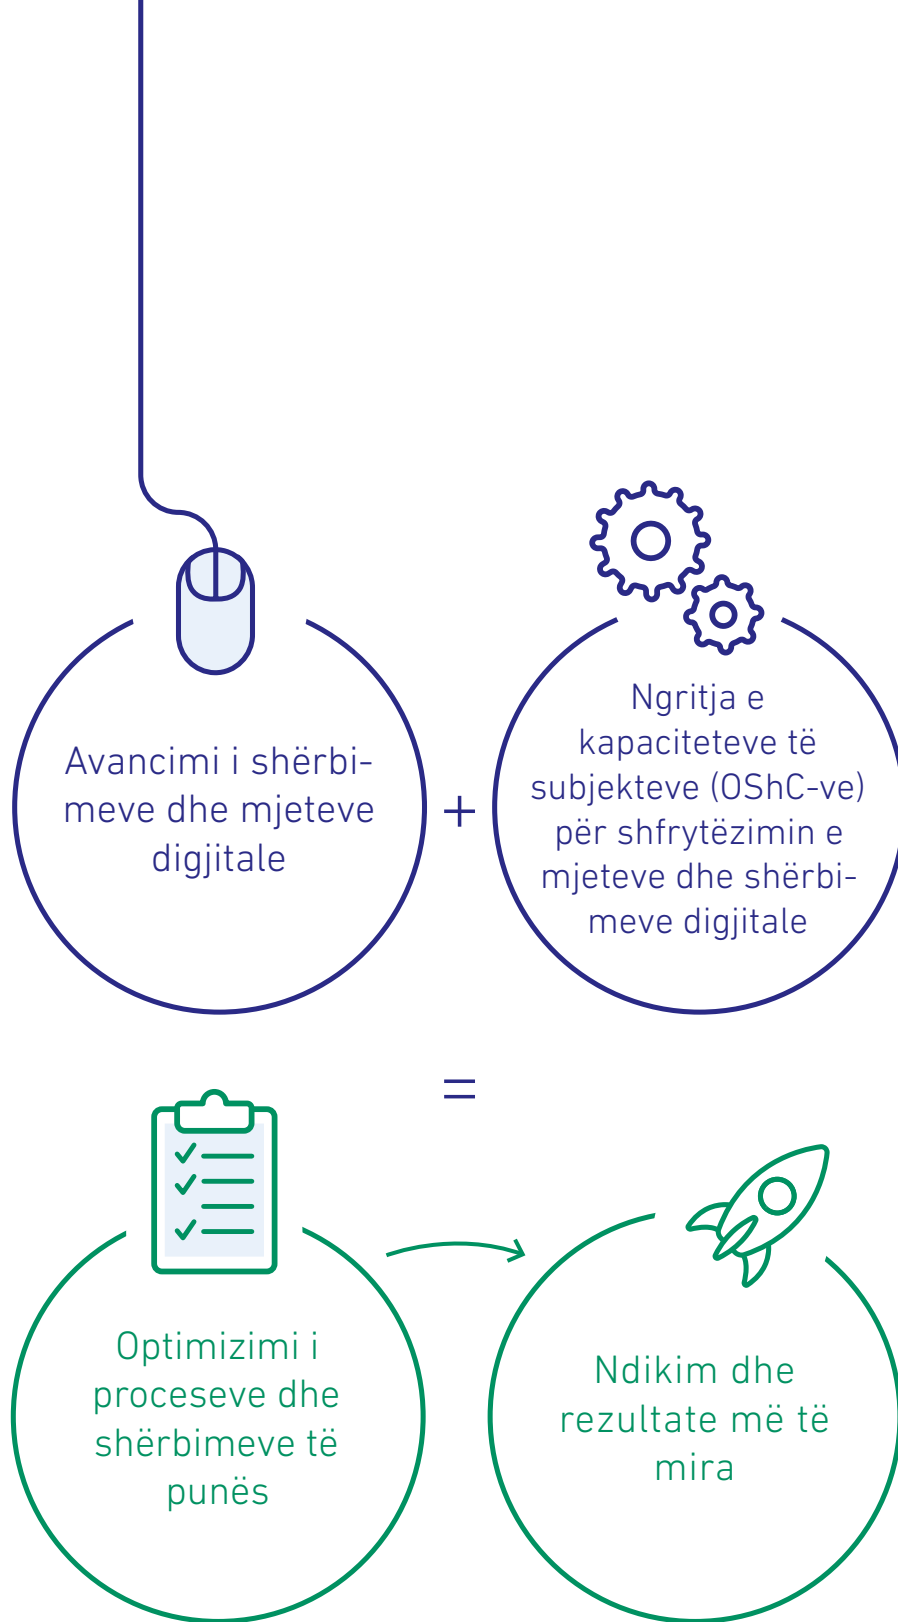 Avancimi i shërbi-
meve dhe mjeteve
digjitale
+
Ngritja e
kapaciteteve të
subjekteve (OShC-ve)
për shfrytëzimin e
mjeteve dhe shërbi-
meve digjitale
=
Optimizimi i
proceseve dhe
shërbimeve të
punës
Ndikim dhe
rezultate më të
mira